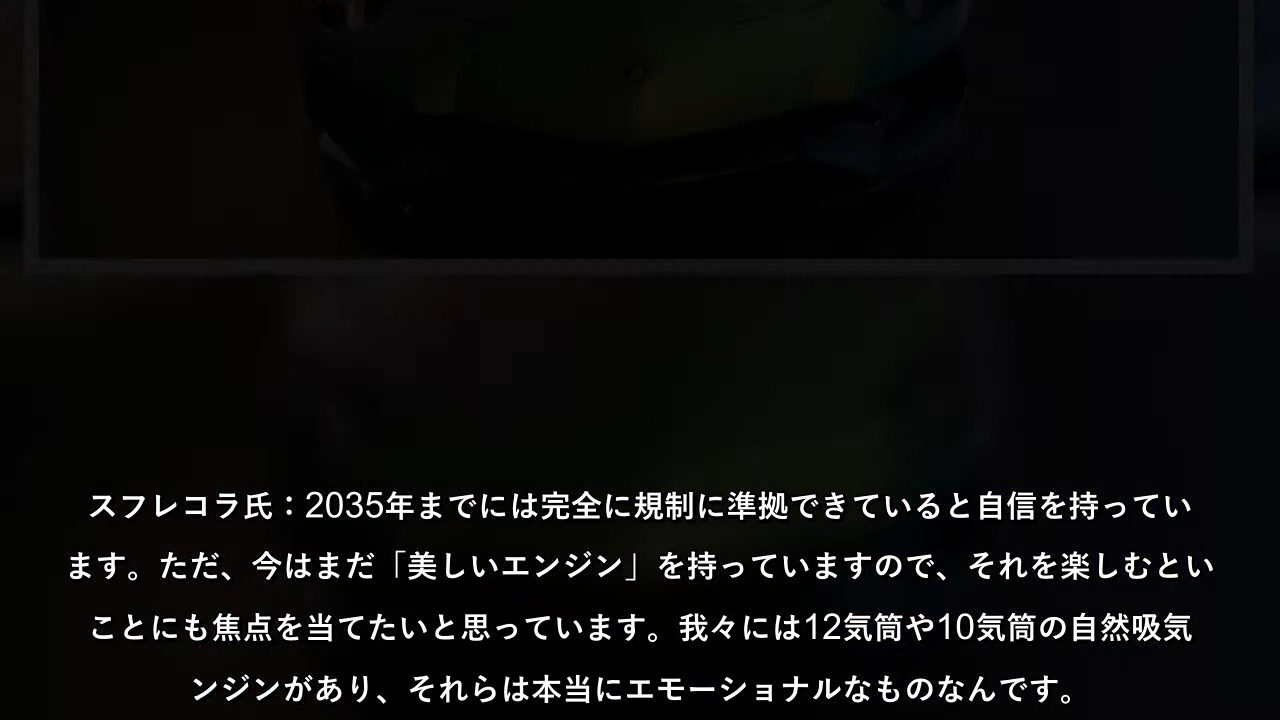 スフレコラ氏：2035年までには完全に規制に準拠できていると自信を持ってい
ます。ただ、今はまだ「美しいエンジン」を持っていますので、それを楽しむとい
ことにも焦点を当てたいと思っています。我々には12気筒や10気筒の自然吸気
ンジンがあり、それらは本当にエモーショナルなものなんです。